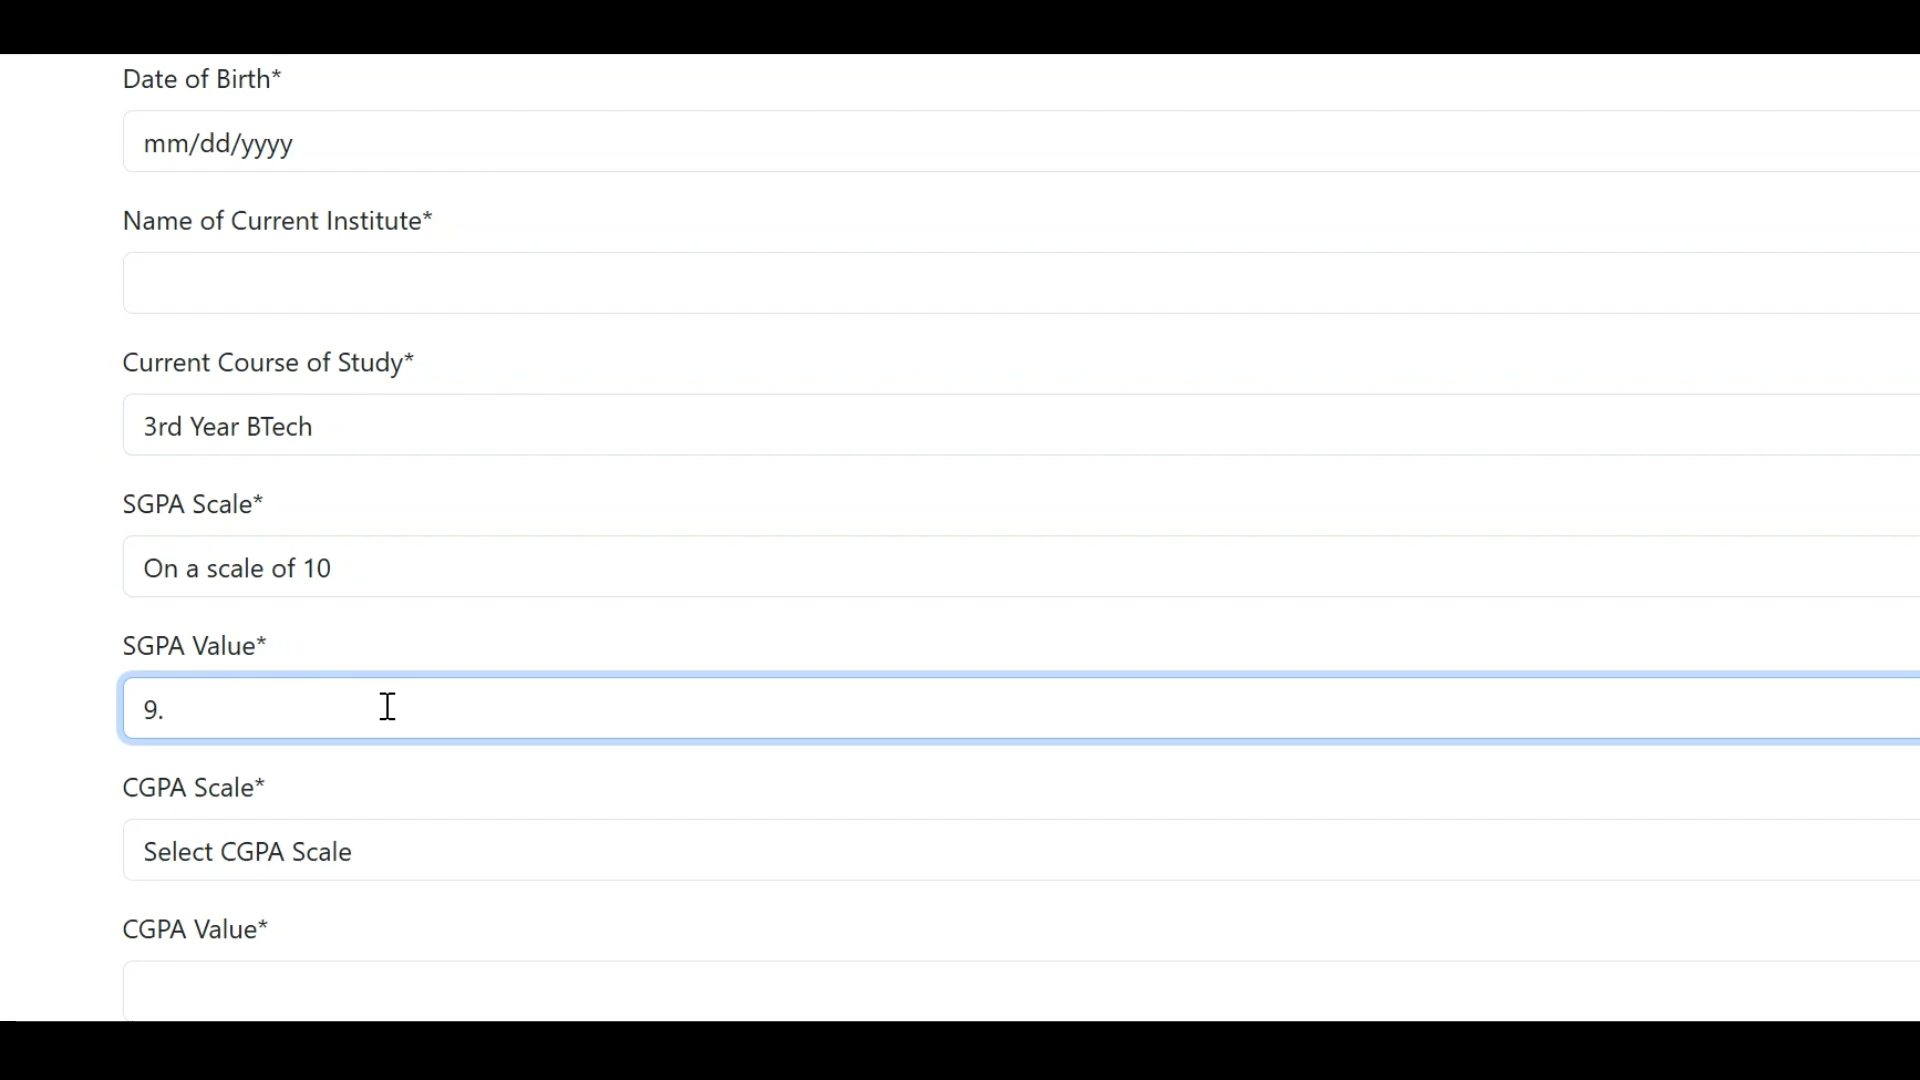 Date of Birth*
mm/dd/yyyy
Name of Current Institute*
Current Course of Study*
3rd Year BTech
SGPA Scale*
On a scale of 10
SGPA Value*
9.
CGPA Scale*
Select CGPA Scale
CGPA Value*